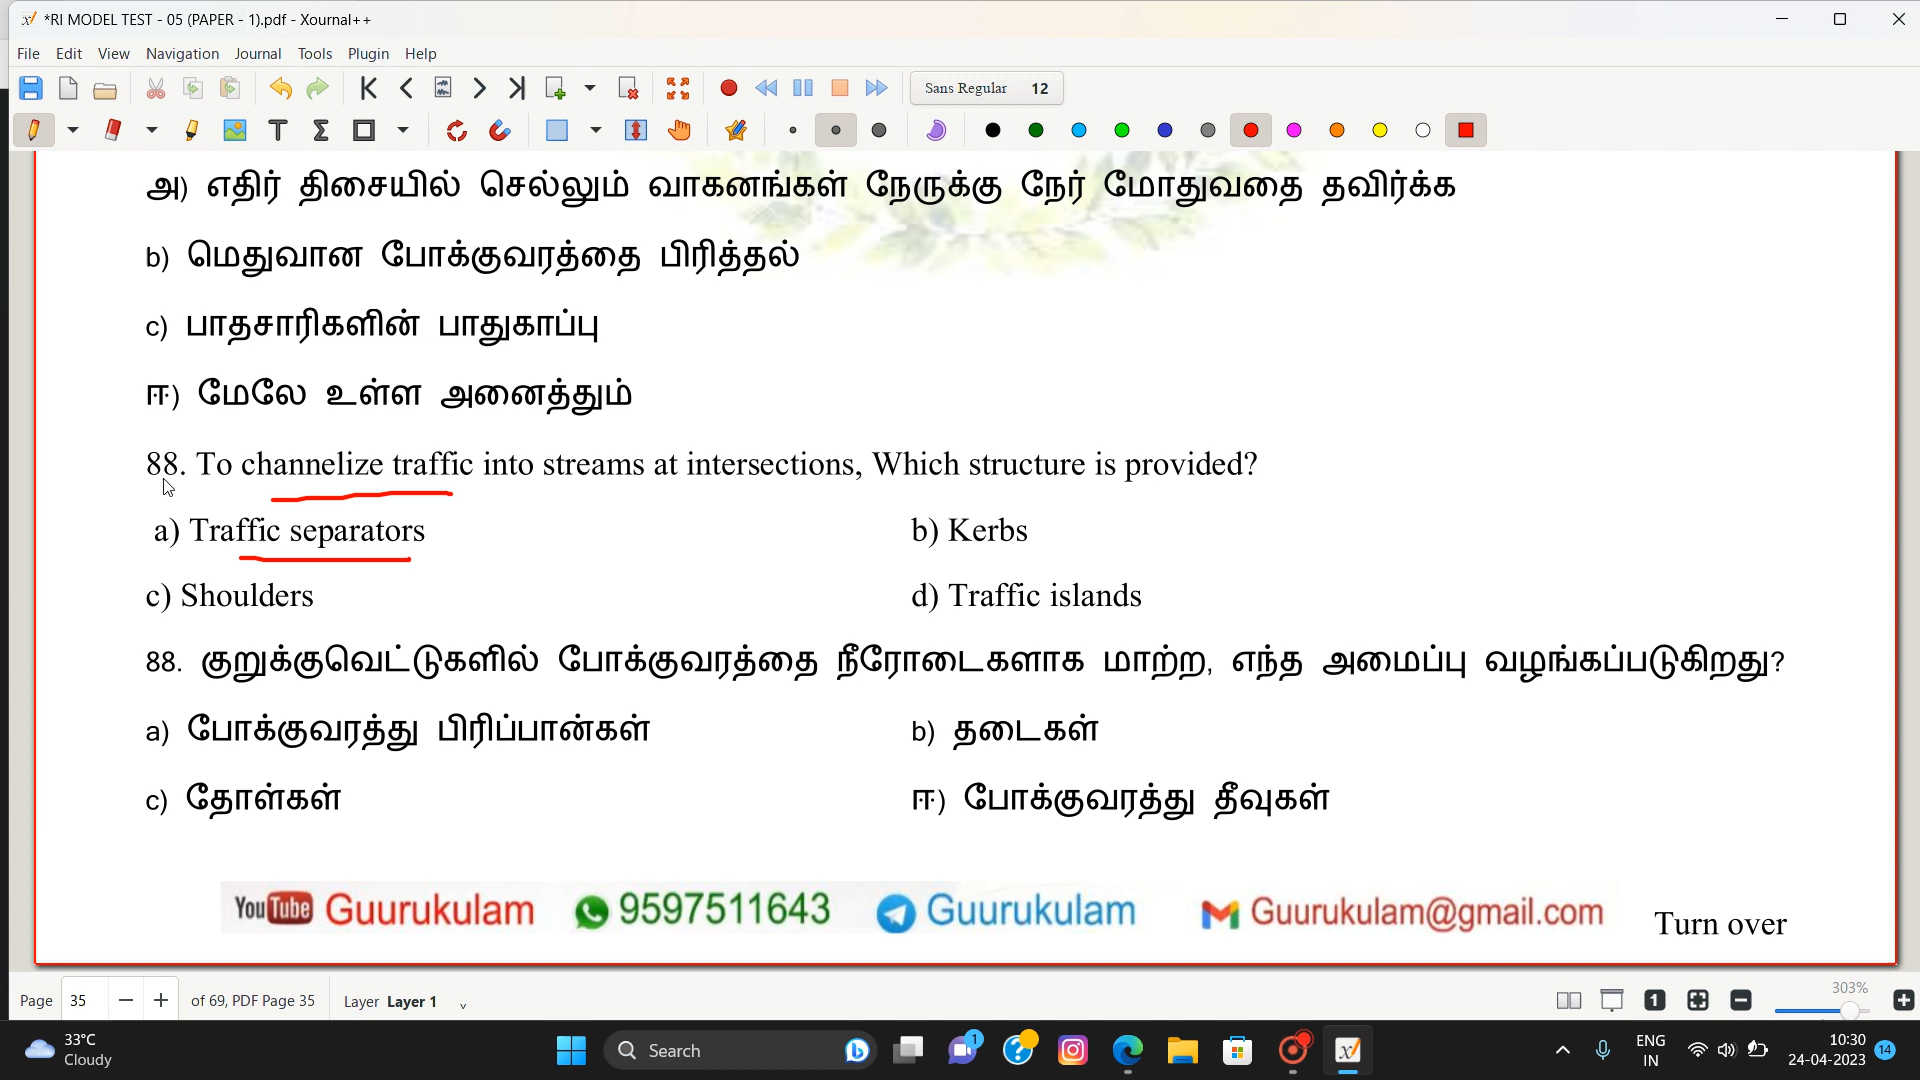 *RI MODEL TEST - 05 (PAPER - 1).pdf - Xournal++
File Edit View Navigation Journal Tools Plugin Help
Sans Regular 12
அ) எதிர் திசையில் செல்லும் வாகனங்கள் நேருக்கு நேர் மோதுவதை தவிர்க்க
b) மெதுவான போக்குவரத்தை பிரித்தல்
c) பாதசாரிகளின் பாதுகாப்பு
ஈ) மேலே உள்ள அனைத்தும்
88. To channelize traffic into streams at intersections, Which structure is provided?
a) Traffic separators b) Kerbs
c) Shoulders d) Traffic islands
88. குறுக்குவெட்டுகளில் போக்குவரத்தை நீரோடைகளாக மாற்ற, எந்த அமைப்பு வழங்கப்படுகிறது?
a) போக்குவரத்து பிரிப்பான்கள் b) தடைகள்
c) தோள்கள் ஈ) போக்குவரத்து தீவுகள்
YouTube Guurukulam 9597511643 Guurukulam Guurukulam@gmail.com Turn over
Page 35 of 69, PDF Page 35 Layer Layer 1 303%
33°C
Cloudy
Search
1
ENG
IN
10:30
24-04-2023
14